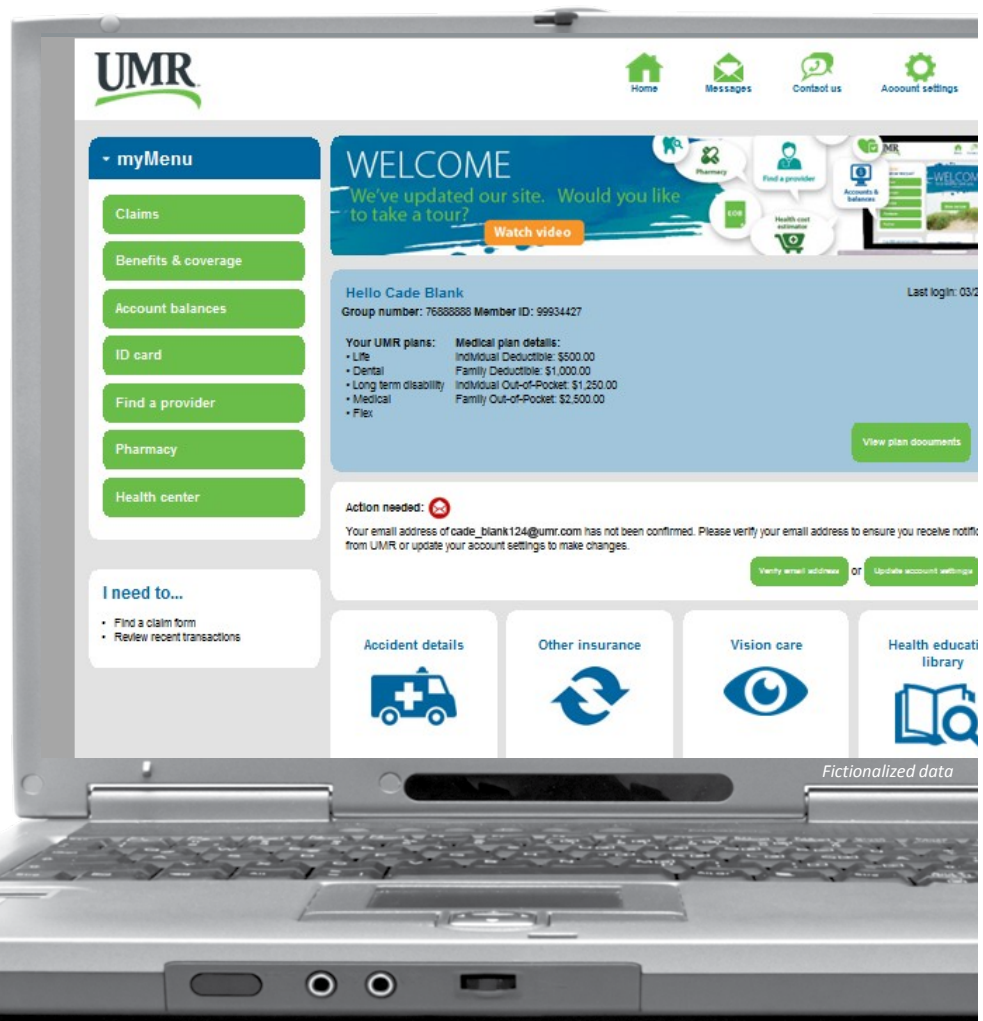 UMR
Home
Messages
Contact us
Account settings
myMenu
Claims
Benefits & coverage
Account balances
ID card
Find a provider
Pharmacy
Health center
I need to...
• Find a claim form
• Review recent transactions
WELCOME
We've updated our site. Would you like
to take a tour?
Watch video
Pharmacy
Find a provider
EOB
Health cost
estimator
Accounts &
balances
UMR
WELCOM
Hello Cade Blank
Last login: 03/2
Group number: 76888888 Member ID: 99934427
Your UMR plans:
• Life
• Dental
• Long term disability
• Medical
• Flex
Medical plan details:
Individual Deductible: $500.00
Family Deductible: $1,000.00
Individual Out-of-Pocket: $1,250.00
Family Out-of-Pocket: $2,500.00
View plan documents
Action needed:
Your email address of cade_blank124@umr.com has not been confirmed. Please verify your email address to ensure you receive notific
from UMR or update your account settings to make changes.
Verify email address or Update account settings
Accident details
Other insurance
Vision care
Health educati
library
Fictionalized data